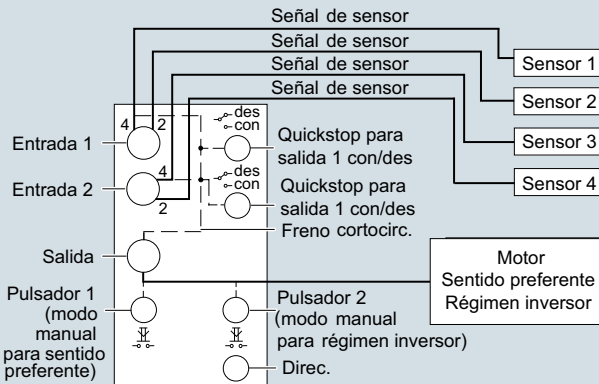 Señal de sensor
Señal de sensor
Señal de sensor
Señal de sensor
Sensor 1
Sensor 2
Sensor 3
Sensor 4
4
2
des
con
Entrada 1
Quickstop para
salida 1 con/des
4
2
des
con
Entrada 2
Quickstop para
salida 1 con/des
Freno cortocirc.
Salida
Motor
Sentido preferente
Régimen inversor
Pulsador 1
(modo
manual
para sentido
preferente)
Pulsador 2
(modo manual
para régimen inversor)
Direc.